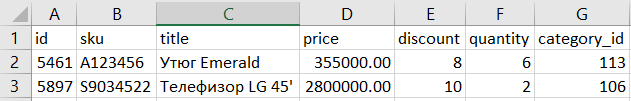 A B C D E F G
1 id sku title price discount quantity category_id
2 5461 A123456 Утюг Emerald 355000.00 8 6 113
3 5897 S9034522 Телефизор LG 45' 2800000.00 10 2 106